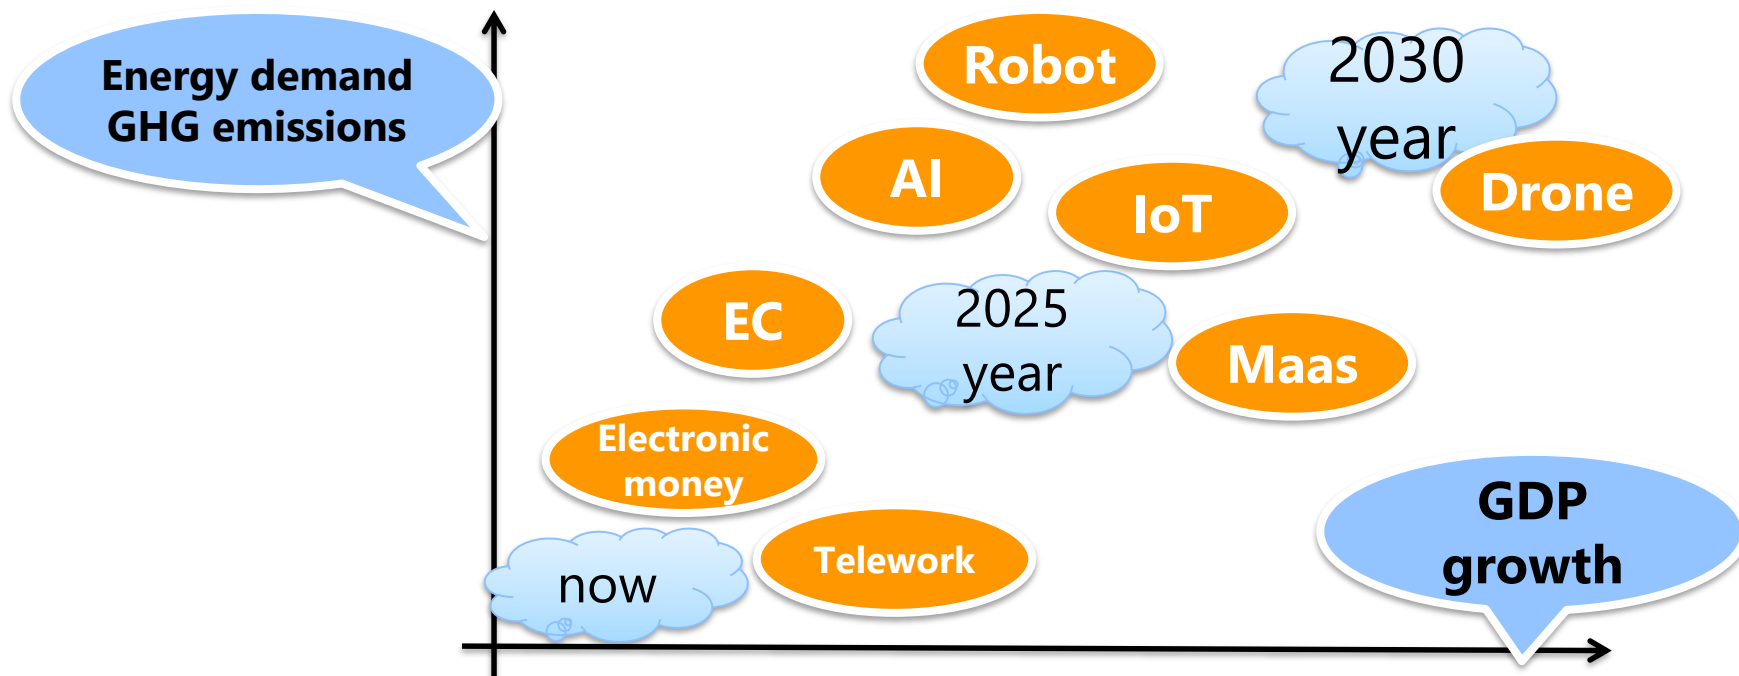 Energy demand
GHG emissions
Robot
2030
year
AI
IoT
Drone
EC
2025
year
Maas
Electronic
money
GDP
growth
now
Telework